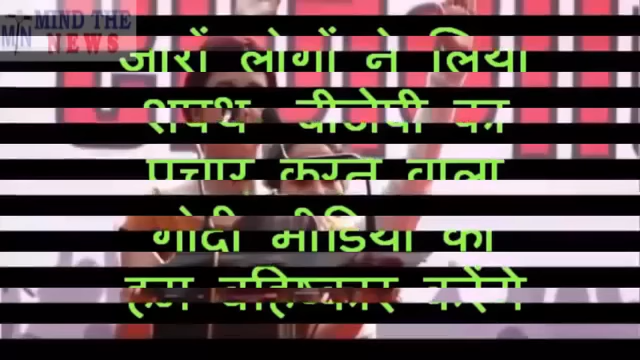 MIND THE
M/N NEWS
जारों लोगों ने लिया
शपथ बीजेपी का
प्रचार करने वाला
गोदी मीडिया का
हम बहिष्कार करेंगे